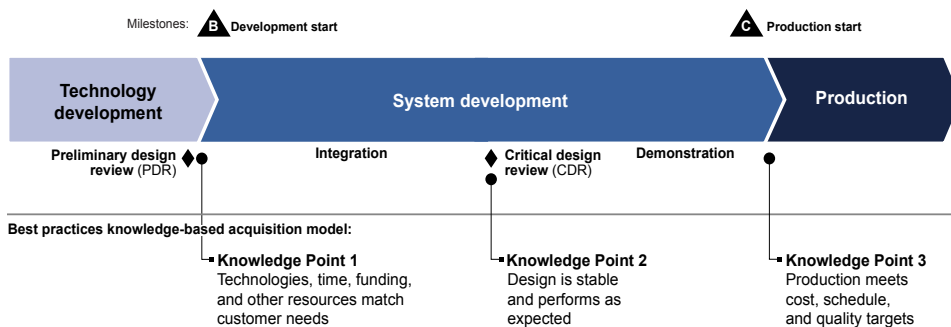 Milestones: B Development start C Production start
Technology
development
System development
Production
Preliminary design
review (PDR)
Integration
Critical design
review (CDR)
Demonstration
Best practices knowledge-based acquisition model:
Knowledge Point 1
Technologies, time, funding,
and other resources match
customer needs
Knowledge Point 2
Design is stable
and performs as
expected
Knowledge Point 3
Production meets
cost, schedule,
and quality targets